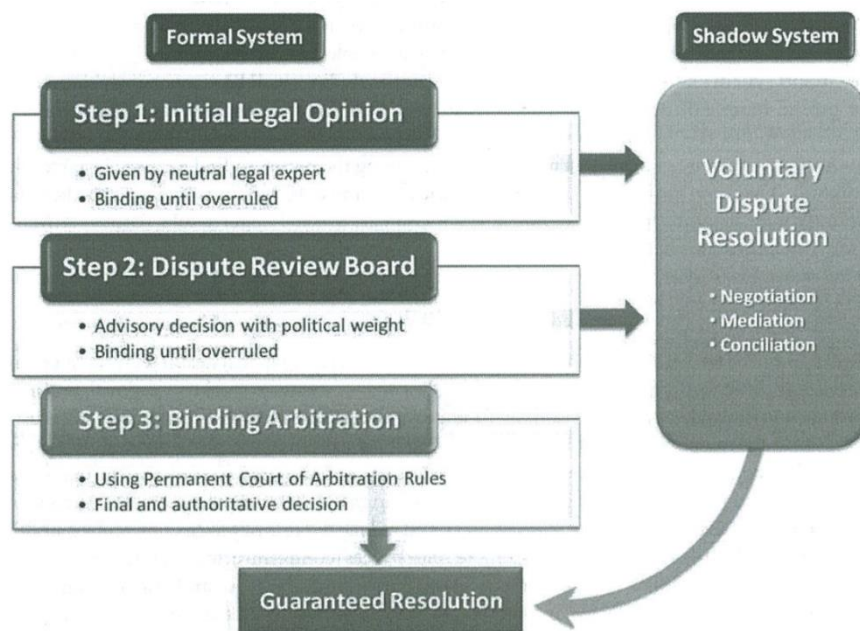 Formal System
Shadow System
Step 1: Initial Legal Opinion
• Given by neutral legal expert
• Binding until overruled
Step 2: Dispute Review Board
• Advisory decision with political weight
• Binding until overruled
Step 3: Binding Arbitration
• Using Permanent Court of Arbitration Rules
• Final and authoritative decision
Voluntary
Dispute
Resolution
• Negotiation
• Mediation
• Conciliation
Guaranteed Resolution